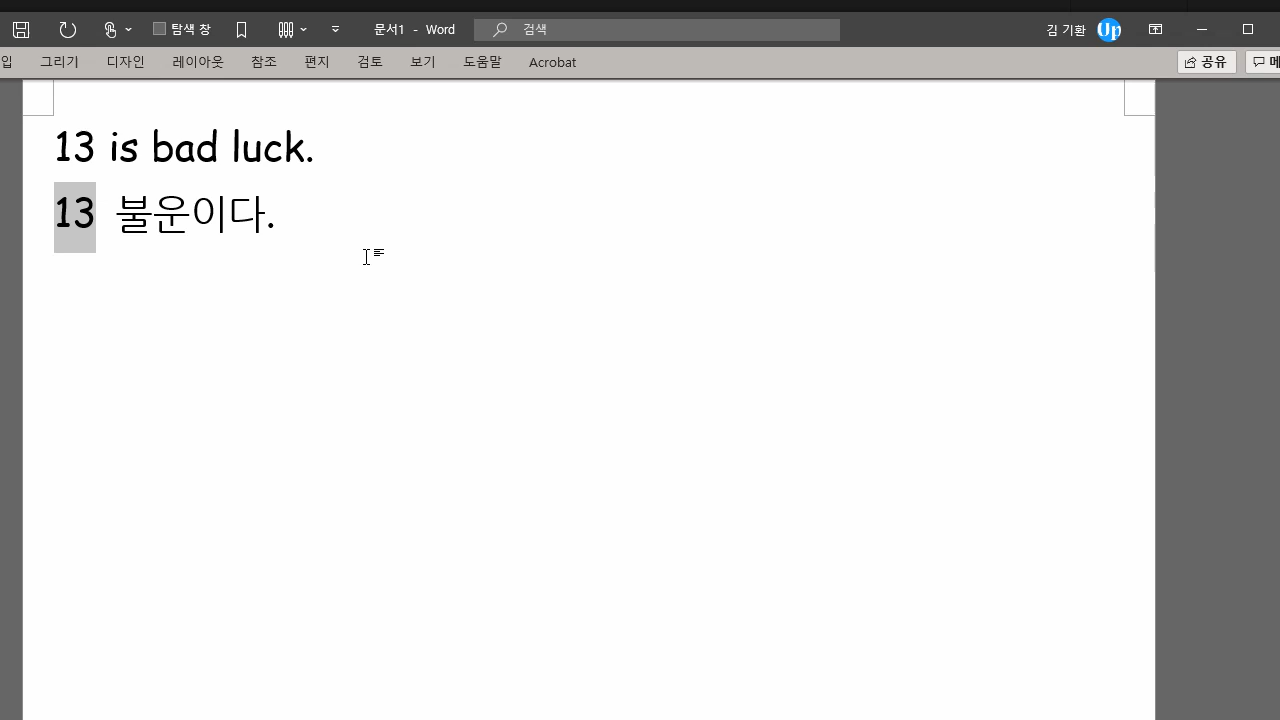 탐색 창 문서1 - Word 검색 김 기환 Up
입 그리기 디자인 레이아웃 참조 편지 검토 보기 도움말 Acrobat 공유 메
13 is bad luck.
13 불운이다.